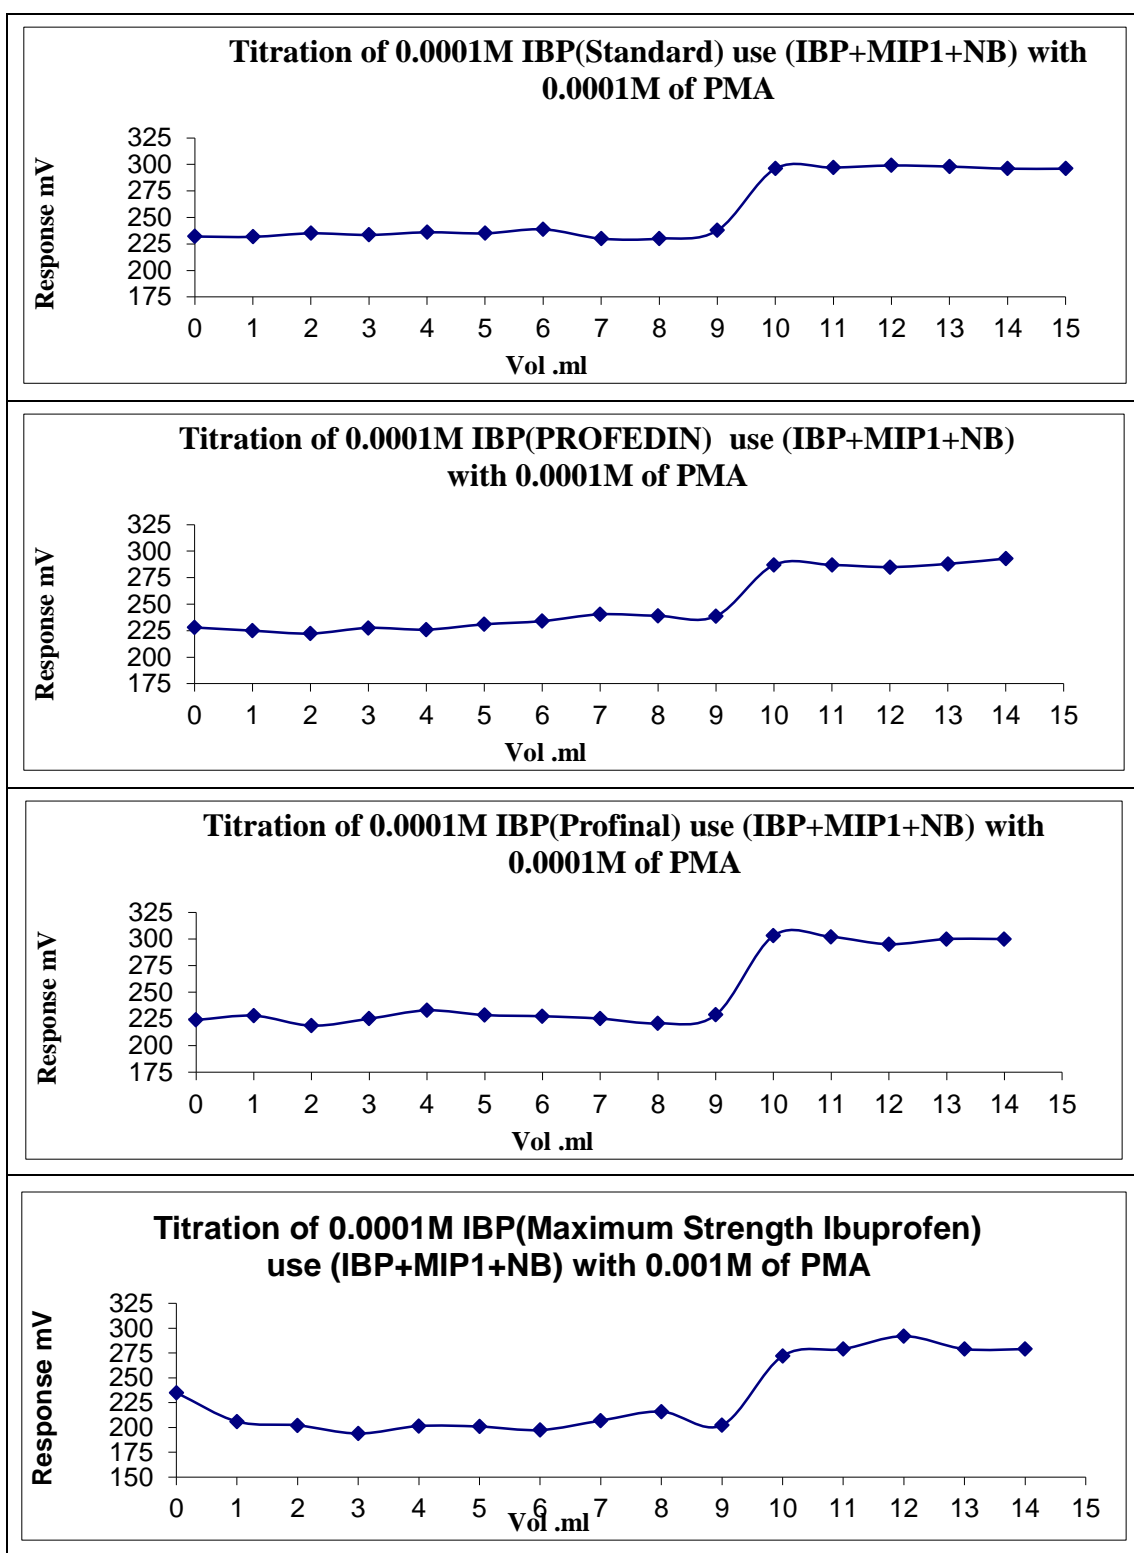 Titration of 0.0001M IBP(Standard) use (IBP+MIP1+NB) with
0.0001M of PMA
Response mV
325
300
275
250
225
200
175
0 1 2 3 4 5 6 7 8 9 10 11 12 13 14 15
Vol .ml
Titration of 0.0001M IBP(PROFEDIN) use (IBP+MIP1+NB)
with 0.0001M of PMA
Response mV
325
300
275
250
225
200
175
0 1 2 3 4 5 6 7 8 9 10 11 12 13 14 15
Vol .ml
Titration of 0.0001M IBP(Profinal) use (IBP+MIP1+NB) with
0.0001M of PMA
Response mV
325
300
275
250
225
200
175
0 1 2 3 4 5 6 7 8 9 10 11 12 13 14 15
Vol .ml
Titration of 0.0001M IBP(Maximum Strength Ibuprofen)
use (IBP+MIP1+NB) with 0.001M of PMA
Response mV
325
300
275
250
225
200
175
150
0 1 2 3 4 5 6 7 8 9 10 11 12 13 14 15
Vol .ml